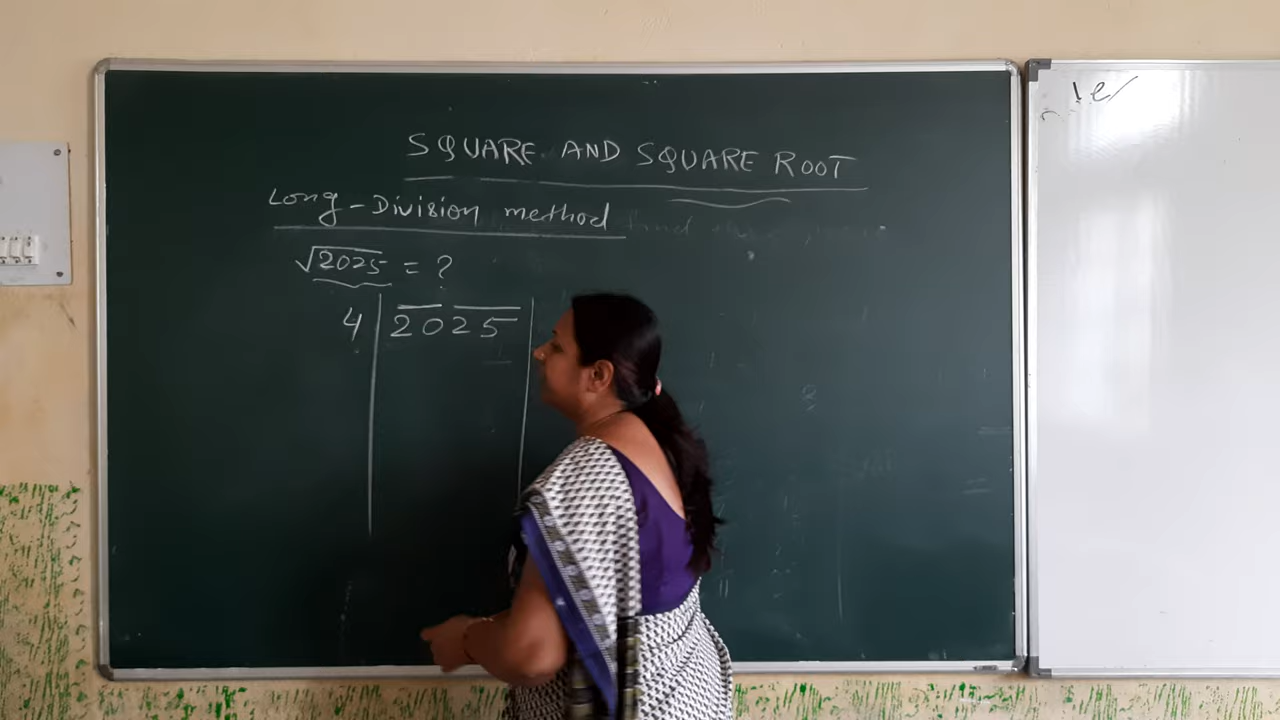 SQUARE AND SQUARE ROOT
Long-Division method
√2025 = ?
4 2025